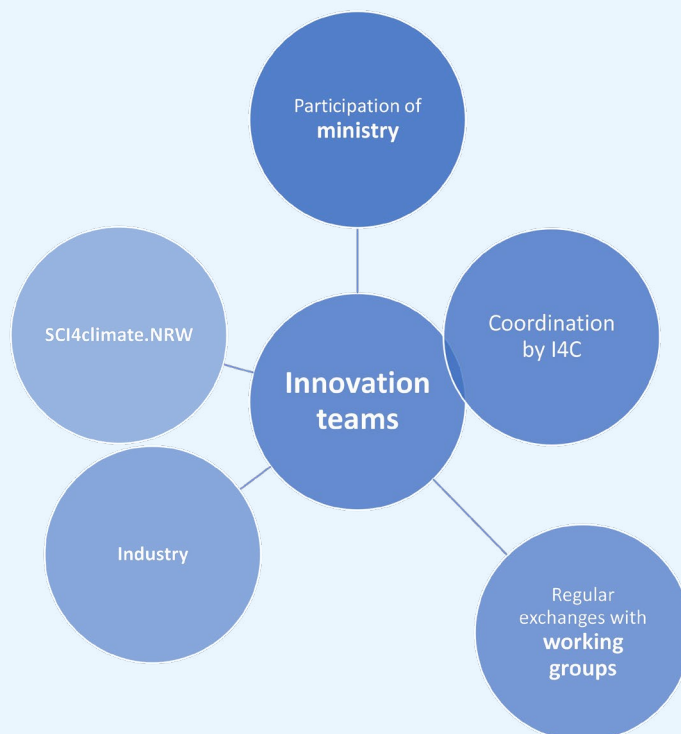 Participation of
ministry
SCI4climate.NRW
Coordination
by I4C
Innovation
teams
Industry
Regular
exchanges with
working
groups